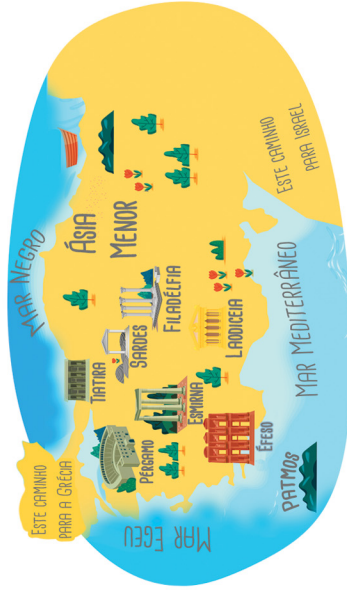 MAR NEGRO
ESTE CAMINHO
PARA A GRÉCIA
ÁSIA
MENOR
TIATIRA
SARDES
FILADÉLFIA
PÉRGAMO
ESMIRNA
LAODICEIA
ÉFESO
MAR EGEU
PATMOS
MAR MEDITERRÂNEO
ESTE CAMINHO
PARA ISRAEL